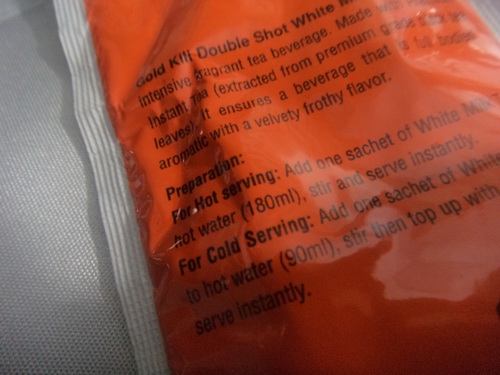 Gold Kili Double Shot White
intensive fragrant tea beverage. Made with
Instant tea (extracted from premium grade black tea
leaves). It ensures a beverage that is full bodied
aromatic with a velvety frothy flavor.
Preparation:
For Hot serving: Add one sachet of White Milk
hot water (180ml), stir and serve instantly.
For Cold Serving: Add one sachet of White
to hot water (90ml), stir then top up with
serve instantly.